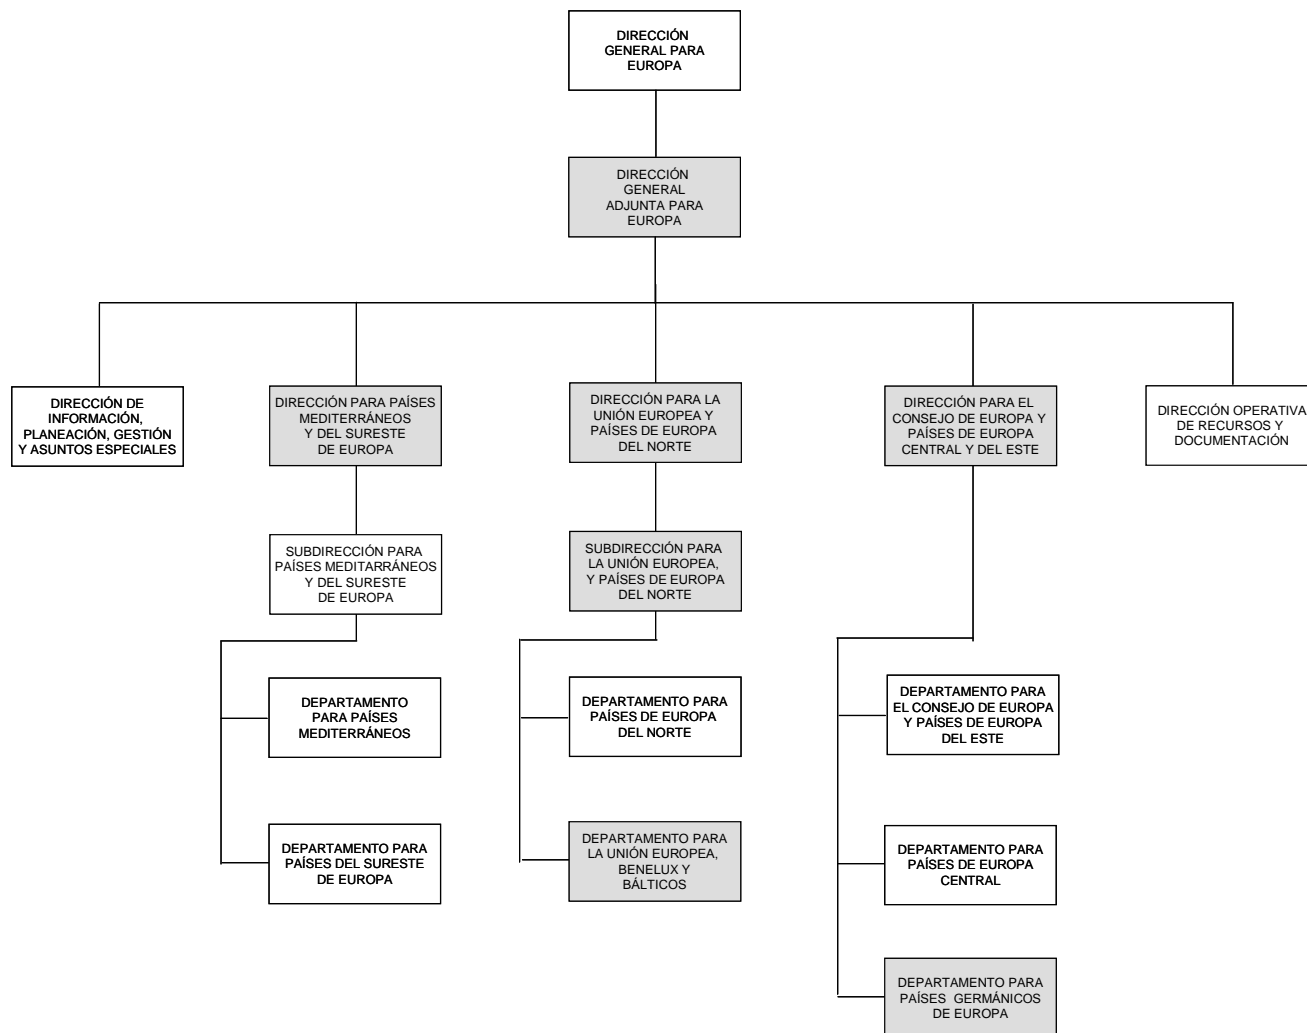 DIRECCIÓN
GENERAL PARA
EUROPA
DIRECCIÓN
GENERAL
ADJUNTA PARA
EUROPA
DIRECCIÓN DE
INFORMACIÓN,
PLANEACIÓN, GESTIÓN
Y ASUNTOS ESPECIALES
DIRECCIÓN PARA PAÍSES
MEDITERRÁNEOS
Y DEL SURESTE
DE EUROPA
DIRECCIÓN PARA LA
UNIÓN EUROPEA Y
PAÍSES DE EUROPA
DEL NORTE
DIRECCIÓN PARA EL
CONSEJO DE EUROPA Y
PAÍSES DE EUROPA
CENTRAL Y DEL ESTE
DIRECCIÓN OPERATIVA
DE RECURSOS Y
DOCUMENTACIÓN
SUBDIRECCIÓN PARA
PAÍSES MEDITARRÁNEOS
Y DEL SURESTE
DE EUROPA
SUBDIRECCIÓN PARA
LA UNIÓN EUROPEA,
Y PAÍSES DE EUROPA
DEL NORTE
DEPARTAMENTO
PARA PAÍSES
MEDITERRÁNEOS
DEPARTAMENTO PARA
PAÍSES DE EUROPA
DEL NORTE
DEPARTAMENTO PARA
EL CONSEJO DE EUROPA
Y PAÍSES DE EUROPA
DEL ESTE
DEPARTAMENTO PARA
PAÍSES DEL SURESTE
DE EUROPA
DEPARTAMENTO PARA
LA UNIÓN EUROPEA,
BENELUX Y
BÁLTICOS
DEPARTAMENTO PARA
PAÍSES DE EUROPA
CENTRAL
DEPARTAMENTO PARA
PAÍSES GERMÁNICOS
DE EUROPA